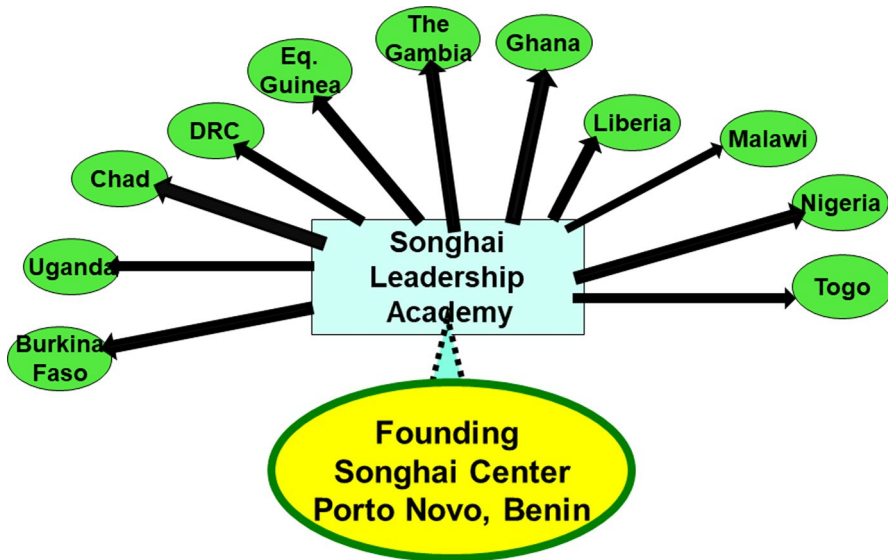 The
Gambia
Ghana
Eq.
Guinea
DRC
Liberia
Malawi
Chad
Nigeria
Uganda
Togo
Burkina
Faso
Songhai
Leadership
Academy
Founding
Songhai Center
Porto Novo, Benin